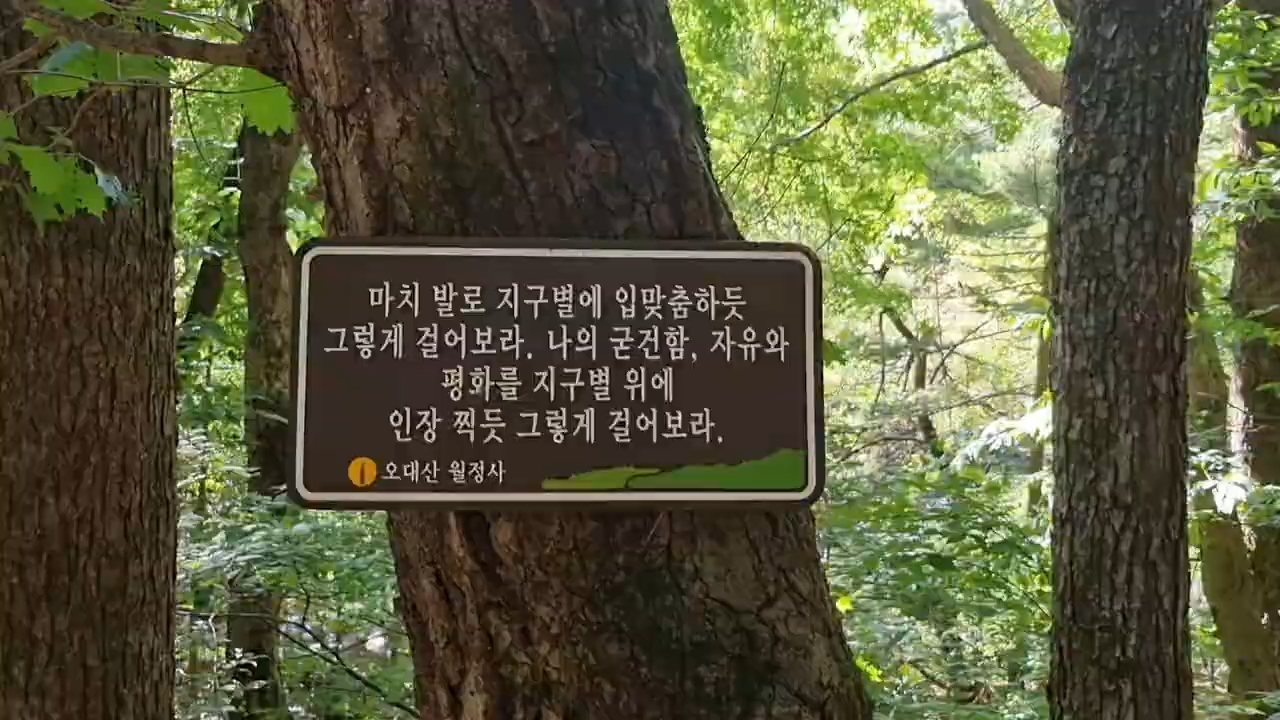 마치 발로 지구별에 입맞춤하듯
그렇게 걸어보라. 나의 굳건함, 자유와
평화를 지구별 위에
인장 찍듯 그렇게 걸어보라.
오대산 월정사